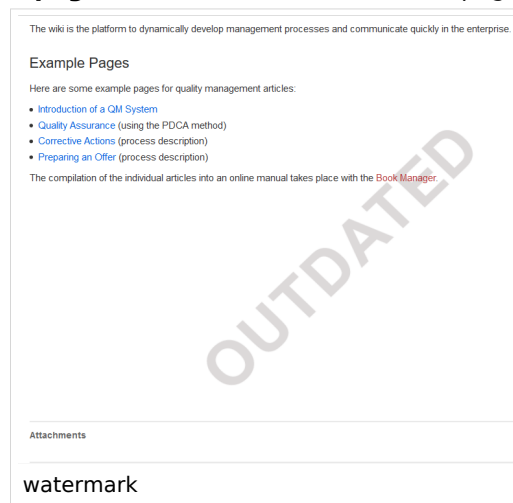 The wiki is the platform to dynamically develop management processes and communicate quickly in the enterprise.
Example Pages
Here are some example pages for quality management articles:
• Introduction of a QM System
• Quality Assurance (using the PDCA method)
• Corrective Actions (process description)
• Preparing an Offer (process description)
The compilation of the individual articles into an online manual takes place with the Book Manager.
OUTDATED
Attachments
watermark